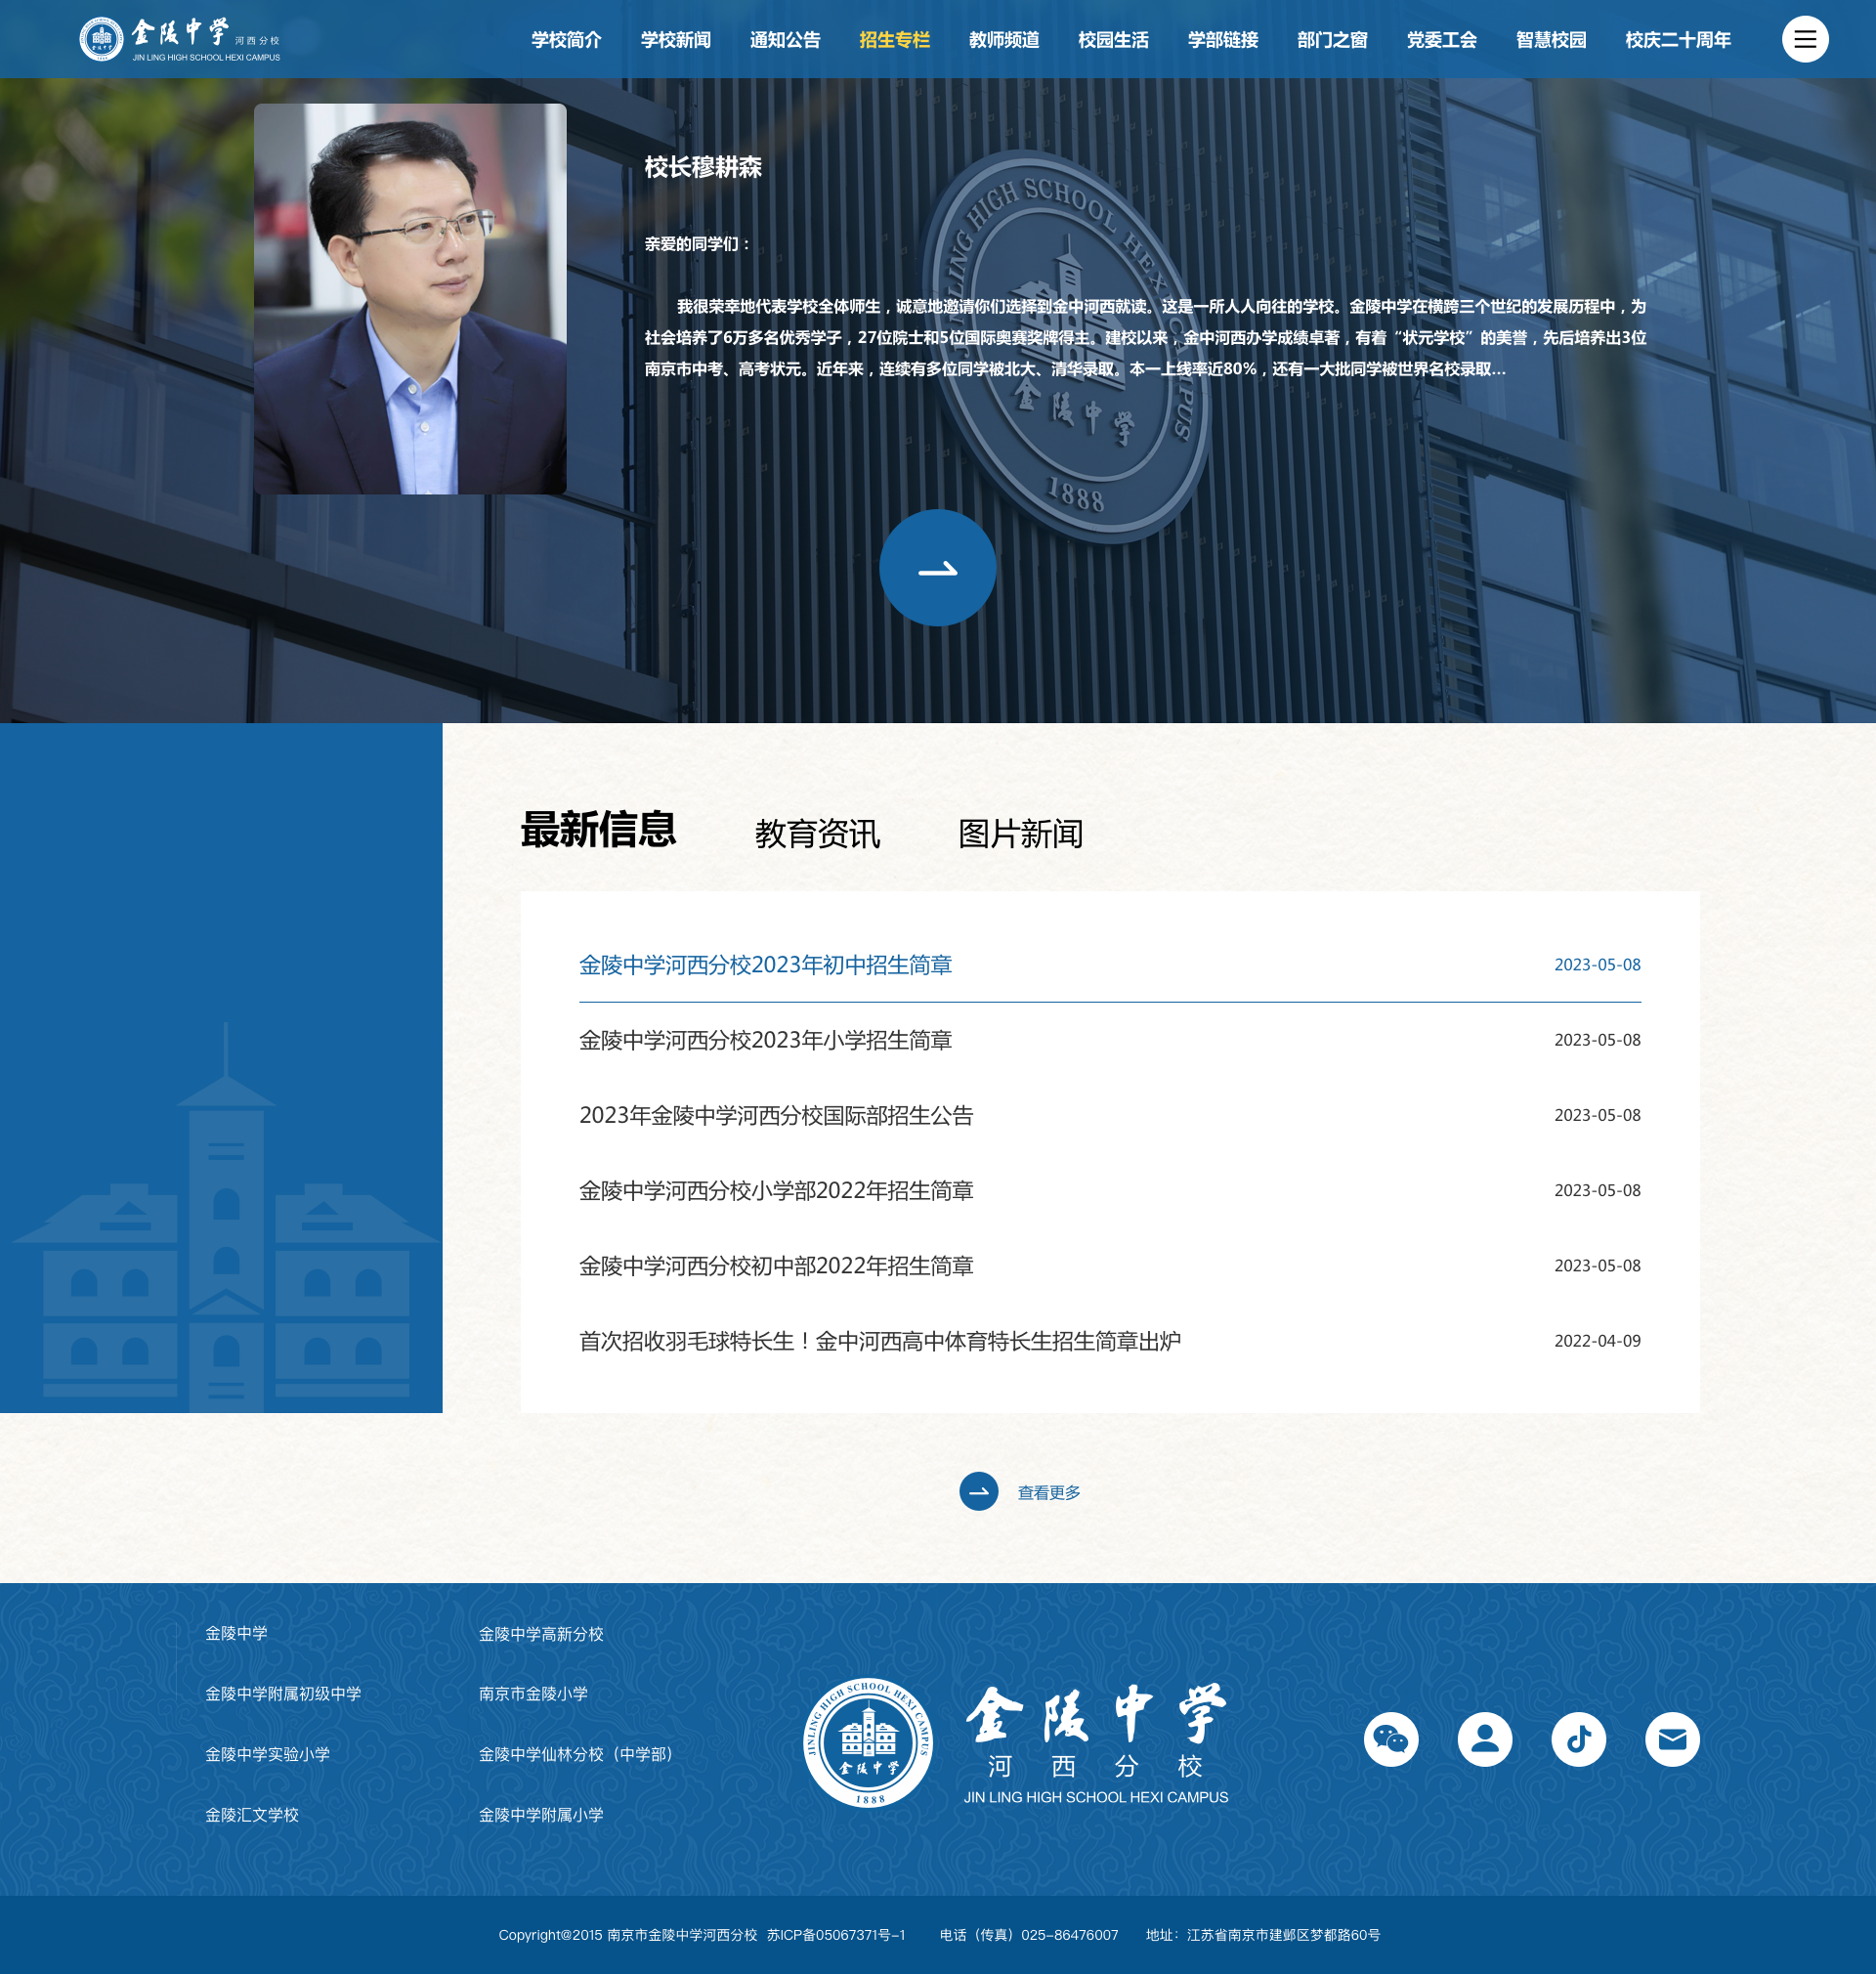 金陵中学 河西分校
JIN LING HIGH SCHOOL HEXI CAMPUS
学校简介 学校新闻 通知公告 招生专栏 教师频道 校园生活 学部链接 部门之窗 党委工会 智慧校园 校庆二十周年
校长穆耕森
亲爱的同学们：
我很荣幸地代表学校全体师生，诚意地邀请你们选择到金中河西就读。这是一所人人向往的学校。金陵中学在横跨三个世纪的发展历程中，为
社会培养了6万多名优秀学子，27位院士和5位国际奥赛奖牌得主。建校以来，金中河西办学成绩卓著，有着“状元学校”的美誉，先后培养出3位
南京市中考、高考状元。近年来，连续有多位同学被北大、清华录取。本一上线率近80%，还有一大批同学被世界名校录取...
JINLING HIGH SCHOOL HEXI CAMPUS
金陵中学
1888
最新信息 教育资讯 图片新闻
金陵中学河西分校2023年初中招生简章 2023-05-08
金陵中学河西分校2023年小学招生简章 2023-05-08
2023年金陵中学河西分校国际部招生公告 2023-05-08
金陵中学河西分校小学部2022年招生简章 2023-05-08
金陵中学河西分校初中部2022年招生简章 2023-05-08
首次招收羽毛球特长生！金中河西高中体育特长生招生简章出炉 2022-04-09
查看更多
金陵中学 金陵中学高新分校
金陵中学附属初级中学 南京市金陵小学
金陵中学实验小学 金陵中学仙林分校（中学部）
金陵汇文学校 金陵中学附属小学
JINLING HIGH SCHOOL HEXI CAMPUS
金陵中学
1888
金陵中学
河西分校
JIN LING HIGH SCHOOL HEXI CAMPUS
Copyright@2015 南京市金陵中学河西分校 苏ICP备05067371号-1 电话（传真）025-86476007 地址：江苏省南京市建邺区梦都路60号